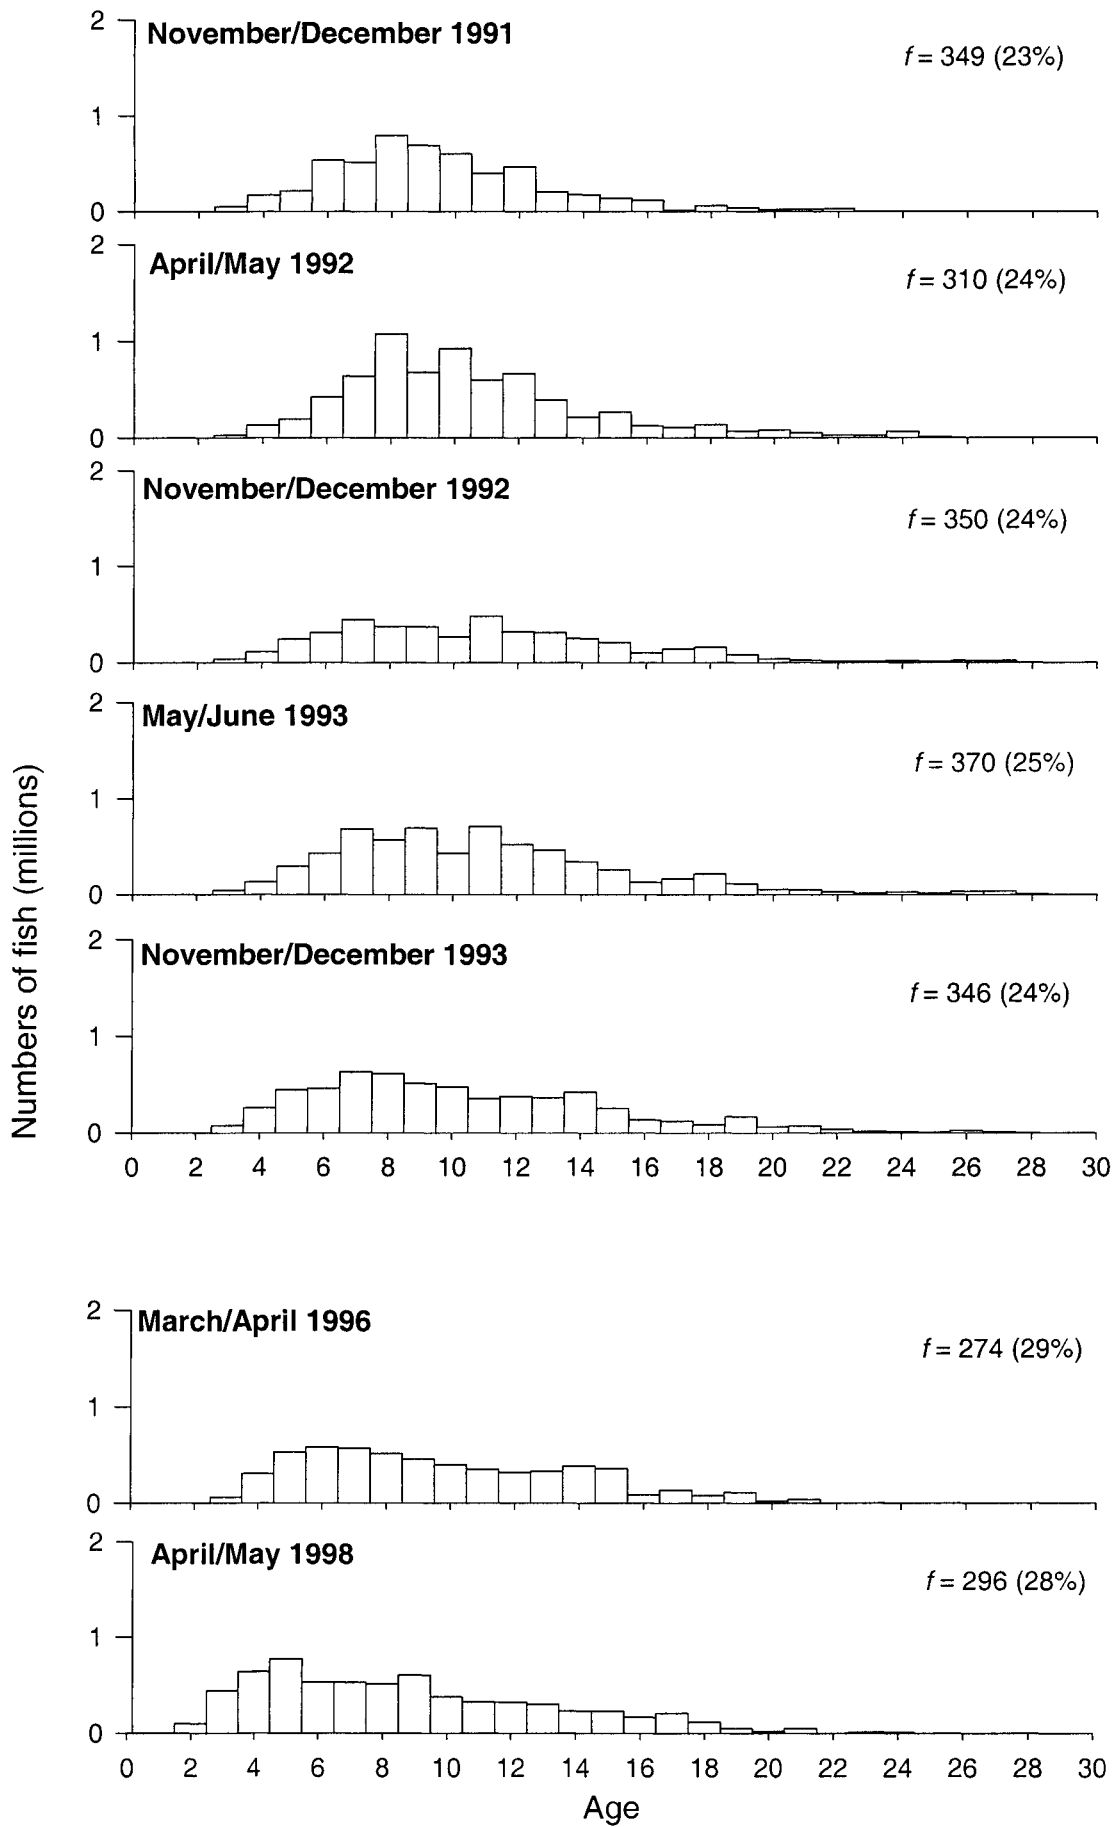 2
November/December 1991
f = 349 (23%)
1
0
2
April/May 1992
f = 310 (24%)
1
0
2
November/December 1992
f = 350 (24%)
1
0
2
May/June 1993
f = 370 (25%)
1
0
Numbers of fish (millions)
2
November/December 1993
f = 346 (24%)
1
0
0 2 4 6 8 10 12 14 16 18 20 22 24 26 28 30
2
March/April 1996
f = 274 (29%)
1
0
2
April/May 1998
f = 296 (28%)
1
0
0 2 4 6 8 10 12 14 16 18 20 22 24 26 28 30
Age